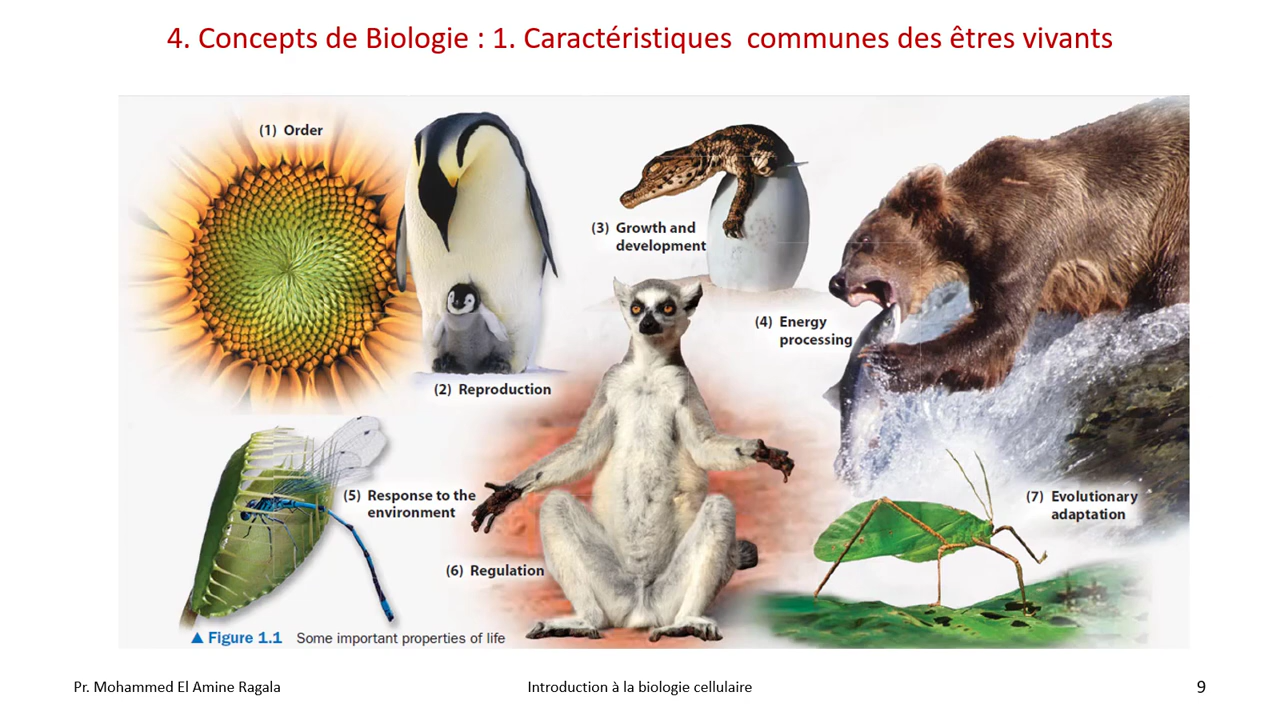 4. Concepts de Biologie : 1. Caractéristiques  communes des êtres vivants
(1) Order
(2) Reproduction
(3) Growth and
development
(4) Energy
processing
(5) Response to the
environment
(6) Regulation
(7) Evolutionary
adaptation
▲ Figure 1.1 Some important properties of life
Pr. Mohammed El Amine Ragala
Introduction à la biologie cellulaire
9